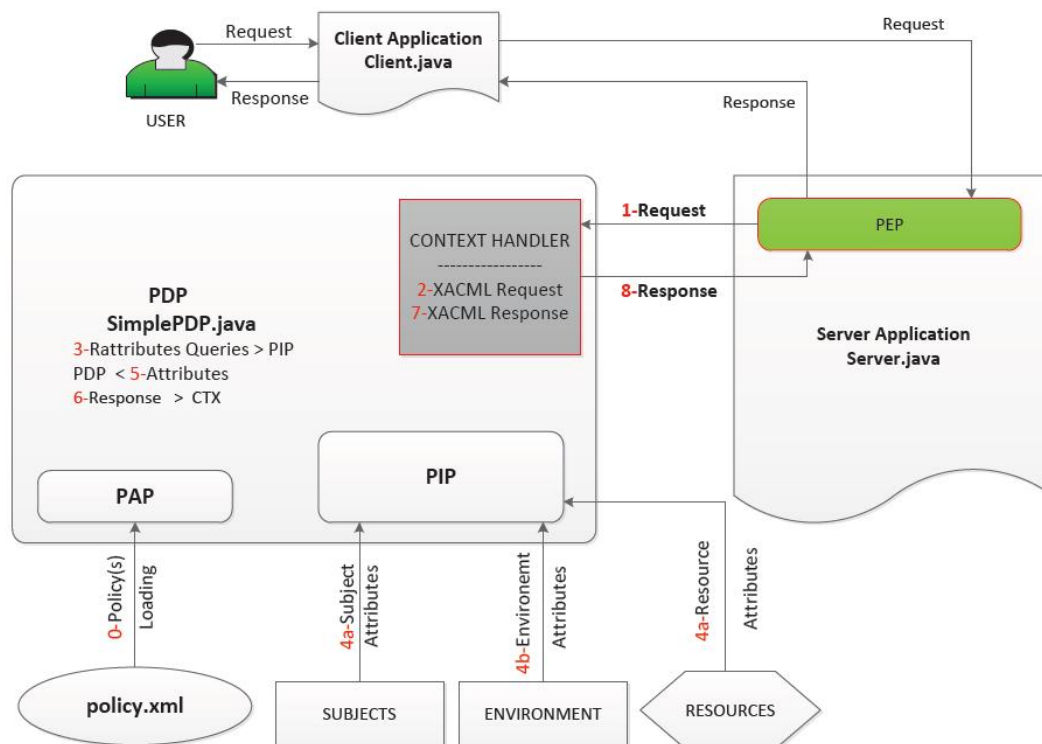 Request
Client Application
Client.java
Request
Response
USER
Response
1-Request
PEP
CONTEXT HANDLER
-----------------
2-XACML Request
7-XACML Response
8-Response
PDP
SimplePDP.java
3-Rattributes Queries > PIP
PDP < 5-Attributes
6-Response > CTX
Server Application
Server.java
PAP
PIP
0-Policy(s)
Loading
4a-Subject
Attributes
4b-Environemt
Attributes
4a-Resource
Attributes
policy.xml
SUBJECTS
ENVIRONMENT
RESOURCES